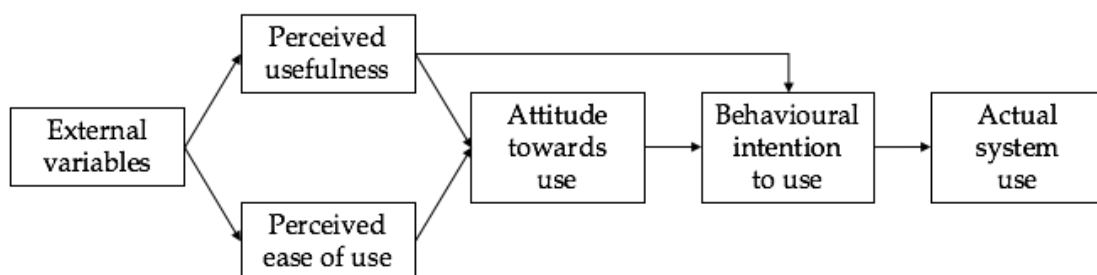 Perceived
usefulness
External
variables
Attitude
towards
use
Behavioural
intention
to use
Actual
system
use
Perceived
ease of use